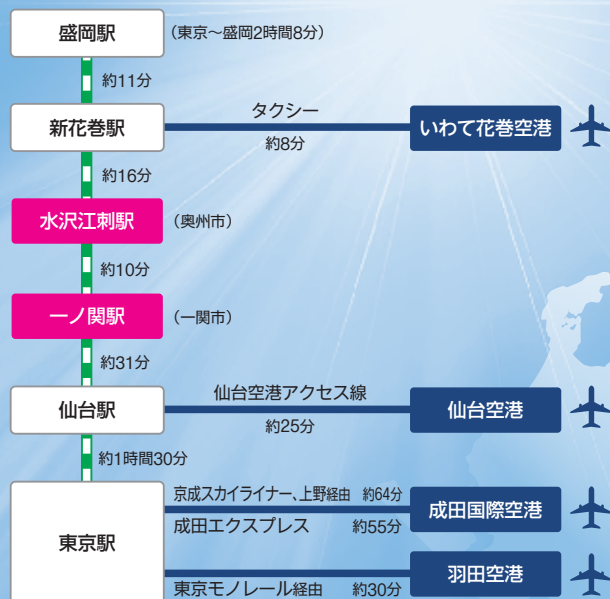 盛岡駅
(東京〜盛岡2時間8分)
約11分
新花巻駅
タクシー
約8分
いわて花巻空港
約16分
水沢江刺駅
(奥州市)
約10分
一ノ関駅
(一関市)
約31分
仙台駅
仙台空港アクセス線
約25分
仙台空港
約1時間30分
東京駅
京成スカイライナー、上野経由 約64分
成田エクスプレス 約55分
成田国際空港
東京モノレール経由 約30分
羽田空港